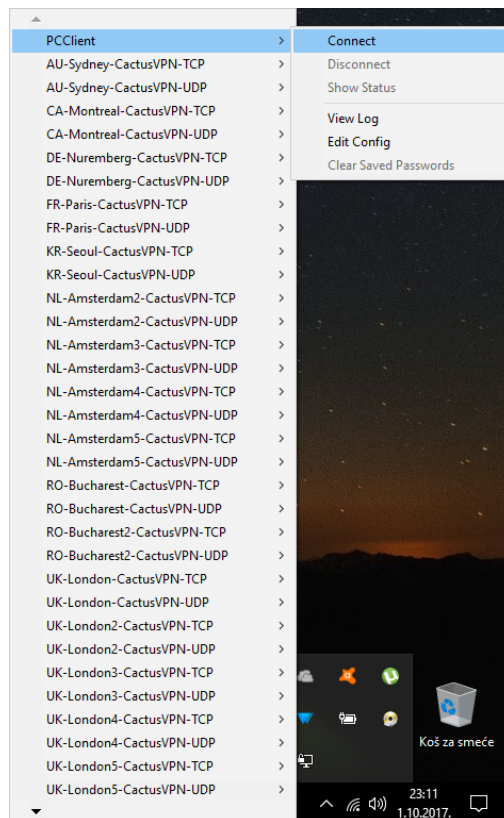 PCClient
Connect
Disconnect
Show Status
View Log
Edit Config
Clear Saved Passwords
AU-Sydney-CactusVPN-TCP
AU-Sydney-CactusVPN-UDP
CA-Montreal-CactusVPN-TCP
CA-Montreal-CactusVPN-UDP
DE-Nuremberg-CactusVPN-TCP
DE-Nuremberg-CactusVPN-UDP
FR-Paris-CactusVPN-TCP
FR-Paris-CactusVPN-UDP
KR-Seoul-CactusVPN-TCP
KR-Seoul-CactusVPN-UDP
NL-Amsterdam2-CactusVPN-TCP
NL-Amsterdam2-CactusVPN-UDP
NL-Amsterdam3-CactusVPN-TCP
NL-Amsterdam3-CactusVPN-UDP
NL-Amsterdam4-CactusVPN-TCP
NL-Amsterdam4-CactusVPN-UDP
NL-Amsterdam5-CactusVPN-TCP
NL-Amsterdam5-CactusVPN-UDP
RO-Bucharest-CactusVPN-TCP
RO-Bucharest-CactusVPN-UDP
RO-Bucharest2-CactusVPN-TCP
RO-Bucharest2-CactusVPN-UDP
UK-London-CactusVPN-TCP
UK-London-CactusVPN-UDP
UK-London2-CactusVPN-TCP
UK-London2-CactusVPN-UDP
UK-London3-CactusVPN-TCP
UK-London3-CactusVPN-UDP
UK-London4-CactusVPN-TCP
UK-London4-CactusVPN-UDP
UK-London5-CactusVPN-TCP
UK-London5-CactusVPN-UDP
Koš za smeće
23:11
1.10.2017.